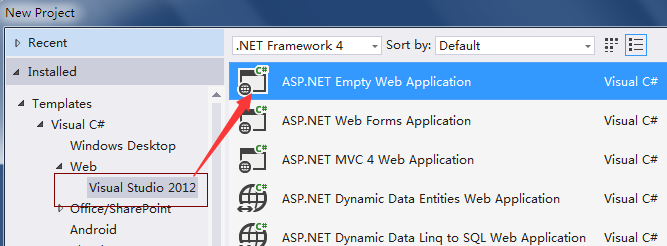 New Project
Recent
.NET Framework 4
Sort by:
Default
Installed
Templates
Visual C#
Windows Desktop
Web
Visual Studio 2012
Office/SharePoint
Android
C#
ASP.NET Empty Web Application
Visual C#
C#
ASP.NET Web Forms Application
Visual C#
C#
ASP.NET MVC 4 Web Application
Visual C#
C#
ASP.NET Dynamic Data Entities Web Application
Visual C#
C#
ASP.NET Dynamic Data Linq to SQL Web Application
Visual C#